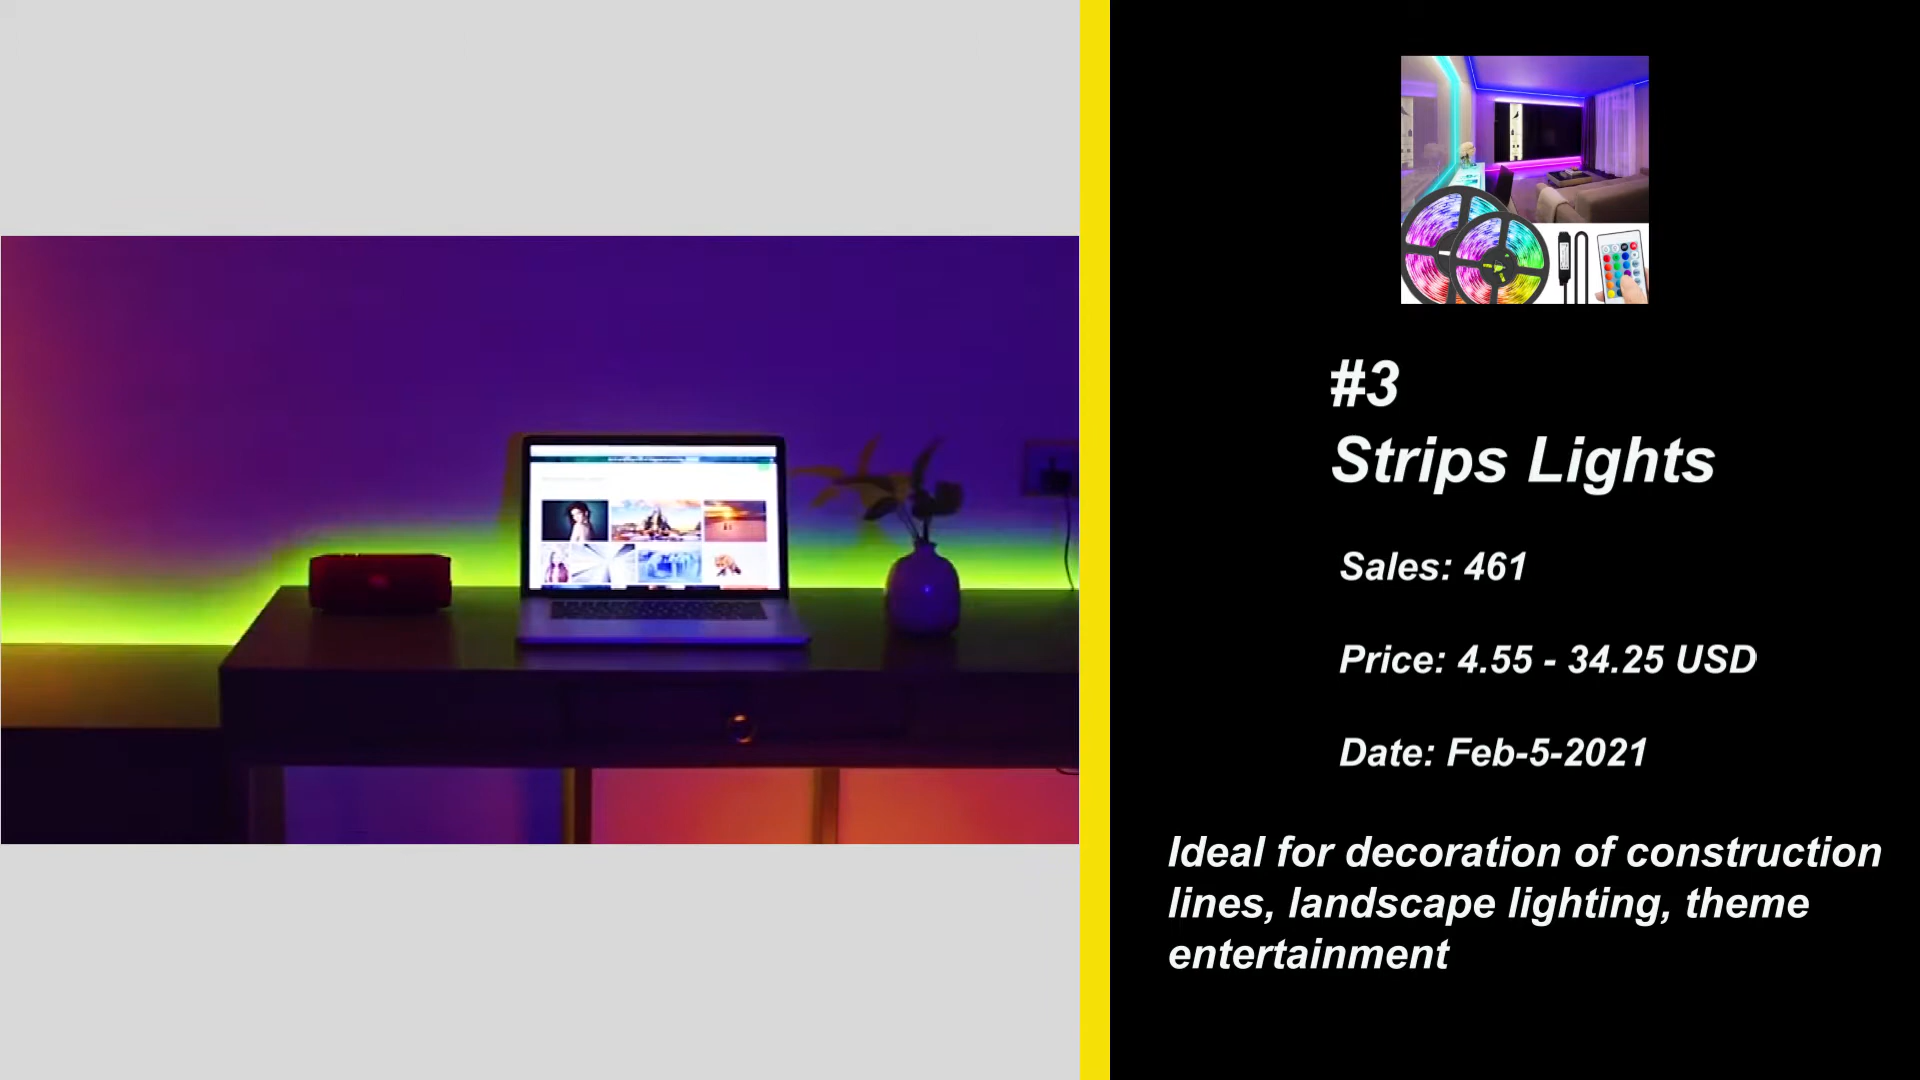 #3
Strips Lights
Sales: 461
Price: 4.55 - 34.25 USD
Date: Feb-5-2021
Ideal for decoration of construction
lines, landscape lighting, theme
entertainment